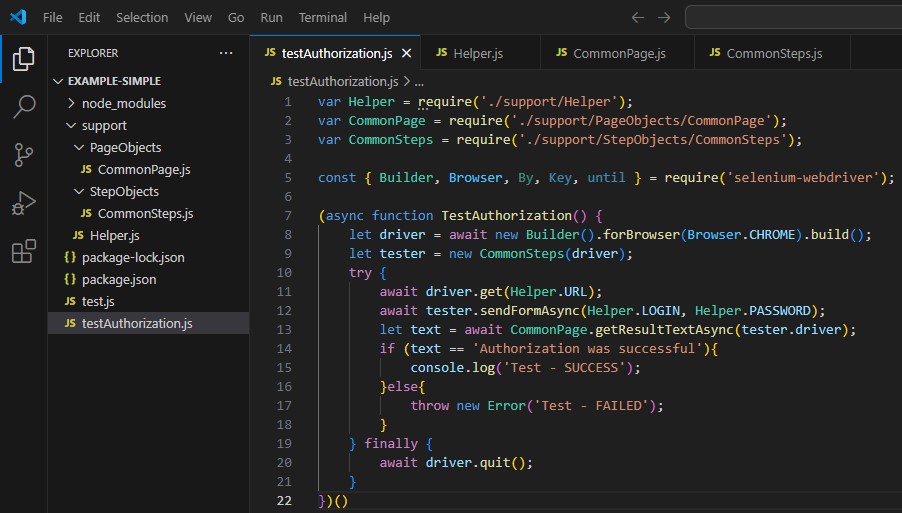 File Edit Selection View Go Run Terminal Help
EXPLORER ...
EXAMPLE-SIMPLE
node_modules
support
PageObjects
JS CommonPage.js
StepObjects
JS CommonSteps.js
JS Helper.js
{} package-lock.json
{} package.json
JS test.js
JS testAuthorization.js
JS testAuthorization.js JS Helper.js JS CommonPage.js JS CommonSteps.js
JS testAuthorization.js > ...
1 var Helper = require('./support/Helper');
2 var CommonPage = require('./support/PageObjects/CommonPage');
3 var CommonSteps = require('./support/StepObjects/CommonSteps');
4
5 const { Builder, Browser, By, Key, until } = require('selenium-webdriver');
6
7 (async function TestAuthorization() {
8 let driver = await new Builder().forBrowser(Browser.CHROME).build();
9 let tester = new CommonSteps(driver);
10 try {
11 await driver.get(Helper.URL);
12 await tester.sendFormAsync(Helper.LOGIN, Helper.PASSWORD);
13 let text = await CommonPage.getResultTextAsync(tester.driver);
14 if (text == 'Authorization was successful'){
15 console.log('Test - SUCCESS');
16 }else{
17 throw new Error('Test - FAILED');
18 }
19 } finally {
20 await driver.quit();
21 }
22 })()